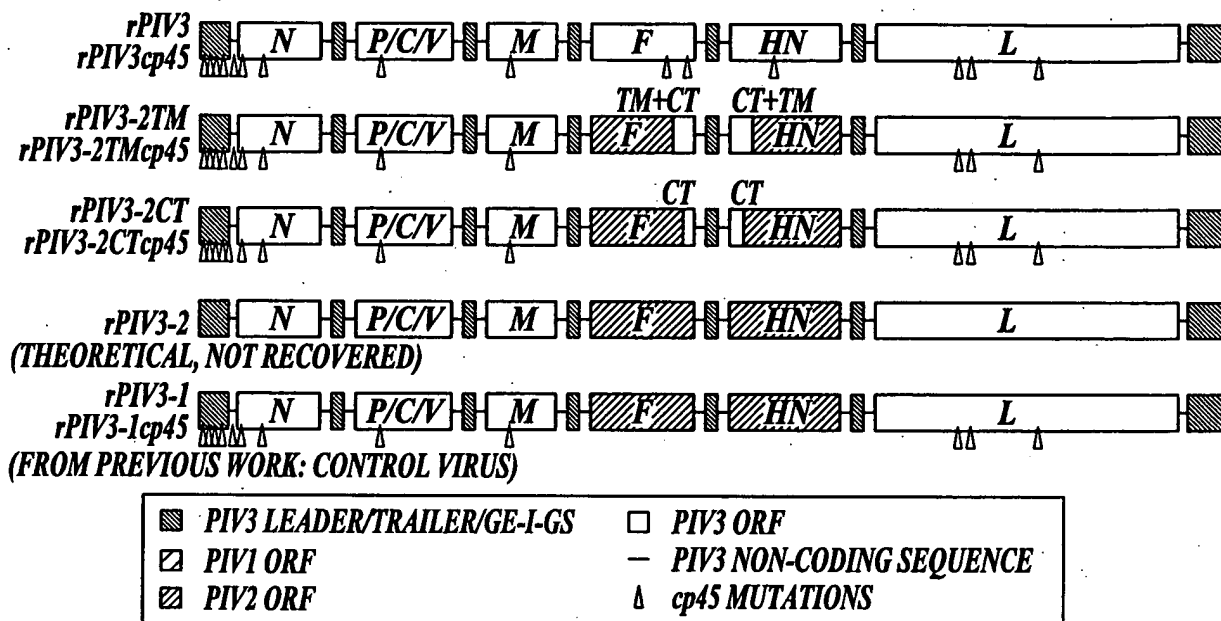 rPIV3
rPIV3cp45
N P/C/V M F HN L
TM+CT CT+TM
rPIV3-2TM
rPIV3-2TMcp45
N P/C/V M F HN L
CT CT
rPIV3-2CT
rPIV3-2CTcp45
N P/C/V M F HN L
rPIV3-2
N P/C/V M F HN L
(THEORETICAL, NOT RECOVERED)
rPIV3-1
rPIV3-1cp45
N P/C/V M F HN L
(FROM PREVIOUS WORK: CONTROL VIRUS)
PIV3 LEADER/TRAILER/GE-I-GS
PIV1 ORF
PIV2 ORF
PIV3 ORF
PIV3 NON-CODING SEQUENCE
cp45 MUTATIONS